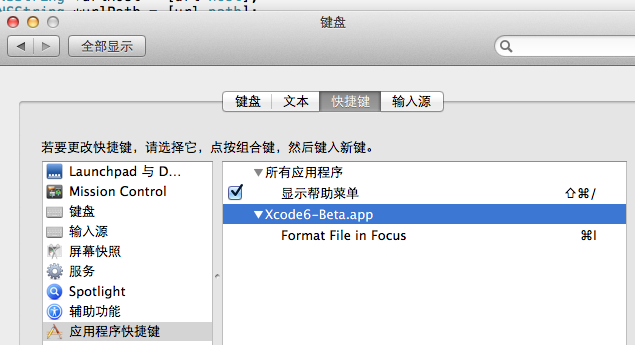 键盘
全部显示
键盘 文本 快捷键 输入源
若要更改快捷键，请选择它，点按组合键，然后键入新键。
Launchpad 与 D...
Mission Control
键盘
输入源
屏幕快照
服务
Spotlight
辅助功能
应用程序快捷键
所有应用程序
显示帮助菜单 ⇧⌘/
Xcode6-Beta.app
Format File in Focus ⌘I